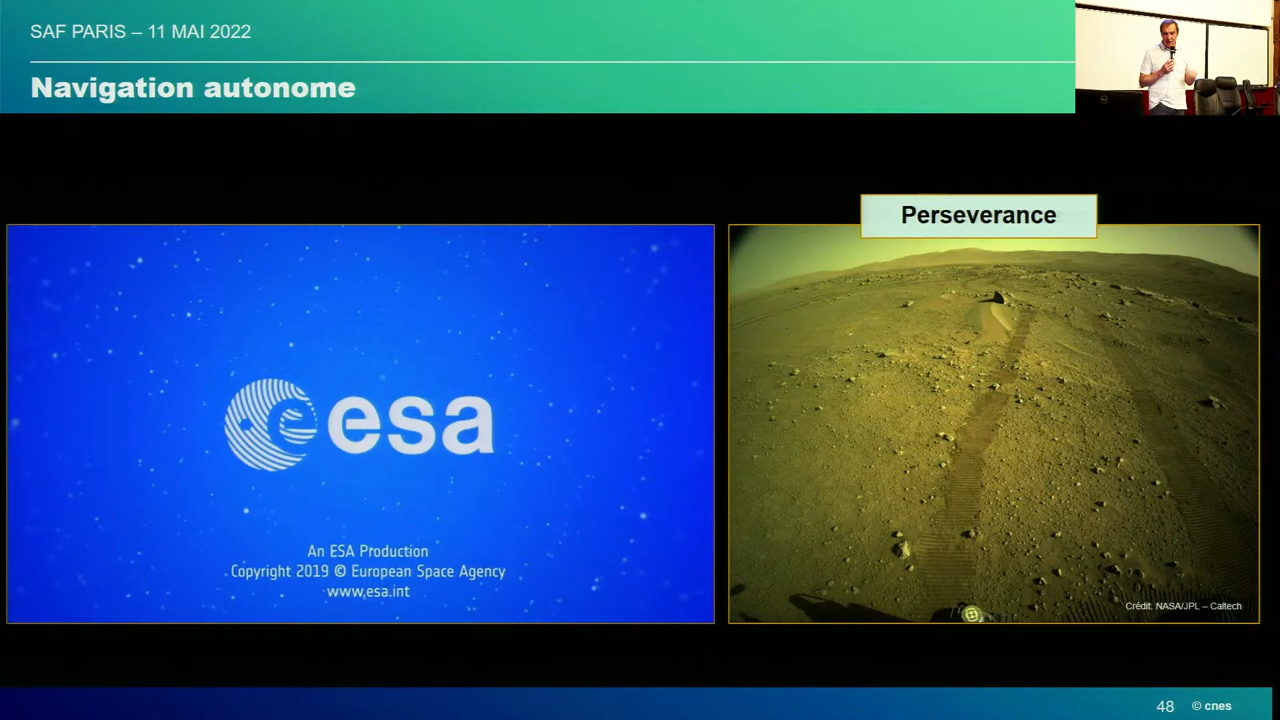 SAF PARIS – 11 MAI 2022
Navigation autonome
Perseverance
esa
An ESA Production
Copyright 2019 © European Space Agency
www.esa.int
Crédit: NASA/JPL – Caltech
48 © cnes